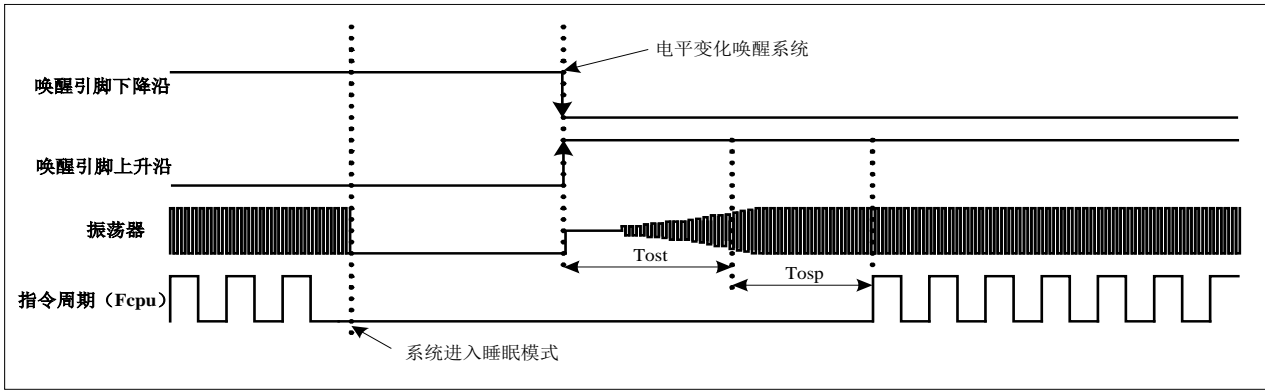 电平变化唤醒系统
唤醒引脚下降沿
唤醒引脚上升沿
振荡器
Tost
Tosp
指令周期（Fcpu）
系统进入睡眠模式